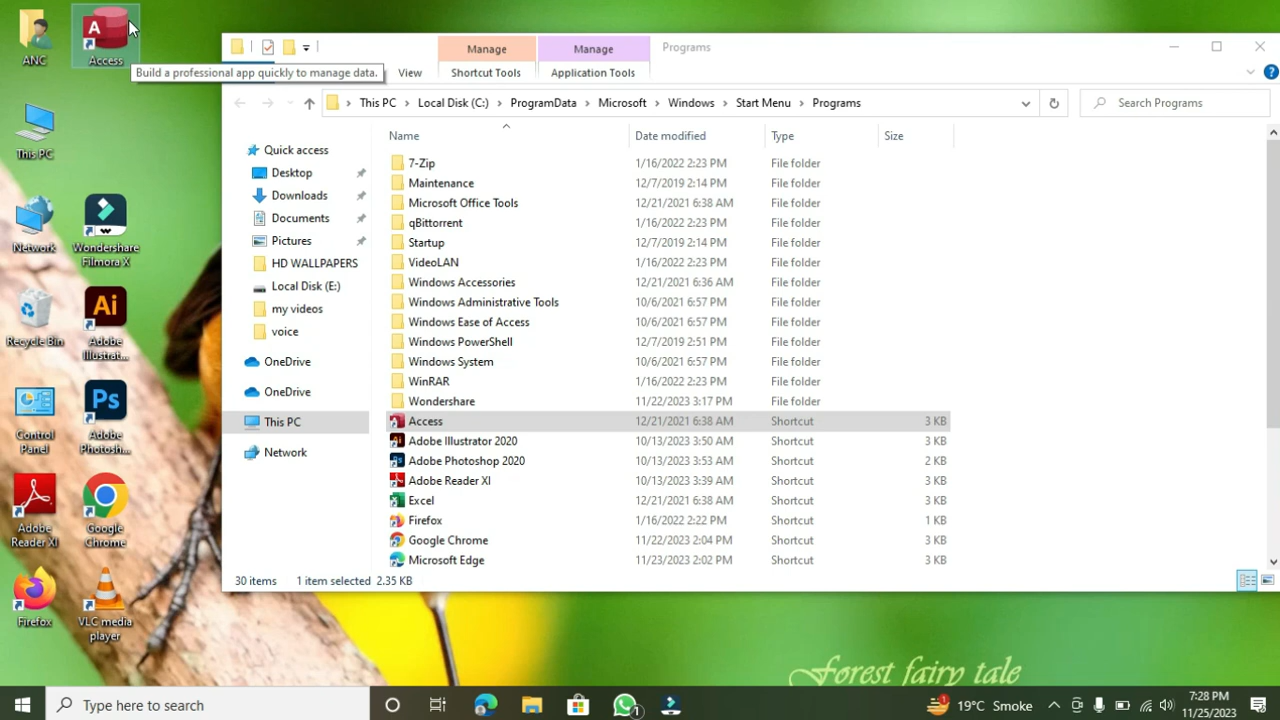 ANC
Access
Build a professional app quickly to manage data.
This PC
Network
Wondershare
Filmora X
Recycle Bin
Adobe
Illustrat...
Control
Panel
Adobe
Photosh...
Adobe
Reader XI
Google
Chrome
Firefox
VLC media
player
Manage
Manage
Programs
View
Shortcut Tools
Application Tools
This PC > Local Disk (C:) > ProgramData > Microsoft > Windows > Start Menu > Programs
Search Programs
Quick access
Desktop
Downloads
Documents
Pictures
HD WALLPAPERS
Local Disk (E:)
my videos
voice
OneDrive
OneDrive
This PC
Network
Name Date modified Type Size
7-Zip 1/16/2022 2:23 PM File folder
Maintenance 12/7/2019 2:14 PM File folder
Microsoft Office Tools 12/21/2021 6:38 AM File folder
qBittorrent 1/16/2022 2:23 PM File folder
Startup 12/7/2019 2:14 PM File folder
VideoLAN 1/16/2022 2:23 PM File folder
Windows Accessories 12/21/2021 6:36 AM File folder
Windows Administrative Tools 10/6/2021 6:57 PM File folder
Windows Ease of Access 10/6/2021 6:57 PM File folder
Windows PowerShell 12/7/2019 2:51 PM File folder
Windows System 10/6/2021 6:57 PM File folder
WinRAR 1/16/2022 2:23 PM File folder
Wondershare 11/22/2023 3:17 PM File folder
Access 12/21/2021 6:38 AM Shortcut 3 KB
Adobe Illustrator 2020 10/13/2023 3:50 AM Shortcut 3 KB
Adobe Photoshop 2020 10/13/2023 3:53 AM Shortcut 2 KB
Adobe Reader XI 10/13/2023 3:39 AM Shortcut 3 KB
Excel 12/21/2021 6:38 AM Shortcut 3 KB
Firefox 1/16/2022 2:22 PM Shortcut 1 KB
Google Chrome 11/22/2023 2:04 PM Shortcut 3 KB
Microsoft Edge 11/23/2023 2:02 PM Shortcut 3 KB
30 items 1 item selected 2.35 KB
Forest fairy tale
Type here to search
1
1
19°C Smoke
7:28 PM
11/25/2023